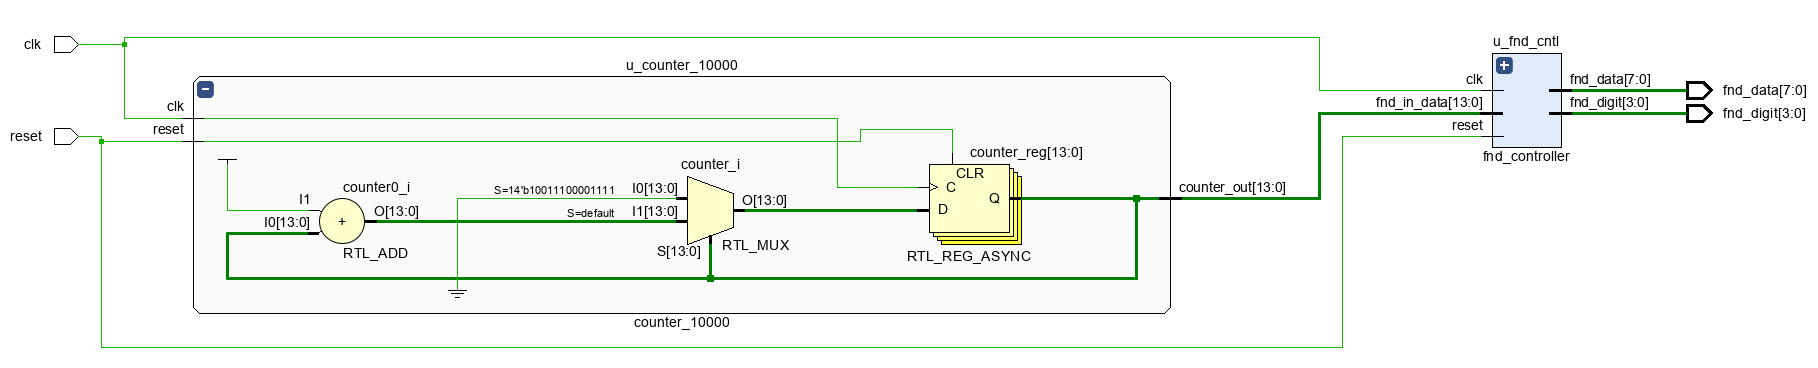 u_fnd_cntl
clk
u_counter_10000
clk
fnd_data[7:0]
fnd_data[7:0]
clk
fnd_in_data[13:0]
fnd_digit[3:0]
fnd_digit[3:0]
reset
reset
reset
counter_reg[13:0]
fnd_controller
counter_i
CLR
counter0_i
S=14'b10011100001111
I0[13:0]
C
counter_out[13:0]
I1
O[13:0]
Q
I0[13:0]
+
O[13:0]
S=default
I1[13:0]
D
RTL_ADD
S[13:0]
RTL_MUX
RTL_REG_ASYNC
counter_10000